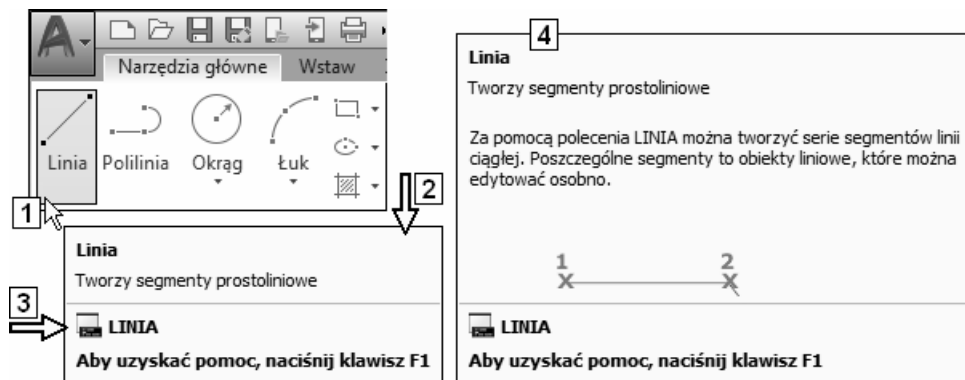 A
Narzędzia główne Wstaw
Linia Polilinia Okrąg Łuk
1
2
Linia
Tworzy segmenty prostoliniowe
3
LINIA
Aby uzyskać pomoc, naciśnij klawisz F1
4
Linia
Tworzy segmenty prostoliniowe
Za pomocą polecenia LINIA można tworzyć serie segmentów linii
ciągłej. Poszczególne segmenty to obiekty liniowe, które można
edytować osobno.
1 2
LINIA
Aby uzyskać pomoc, naciśnij klawisz F1